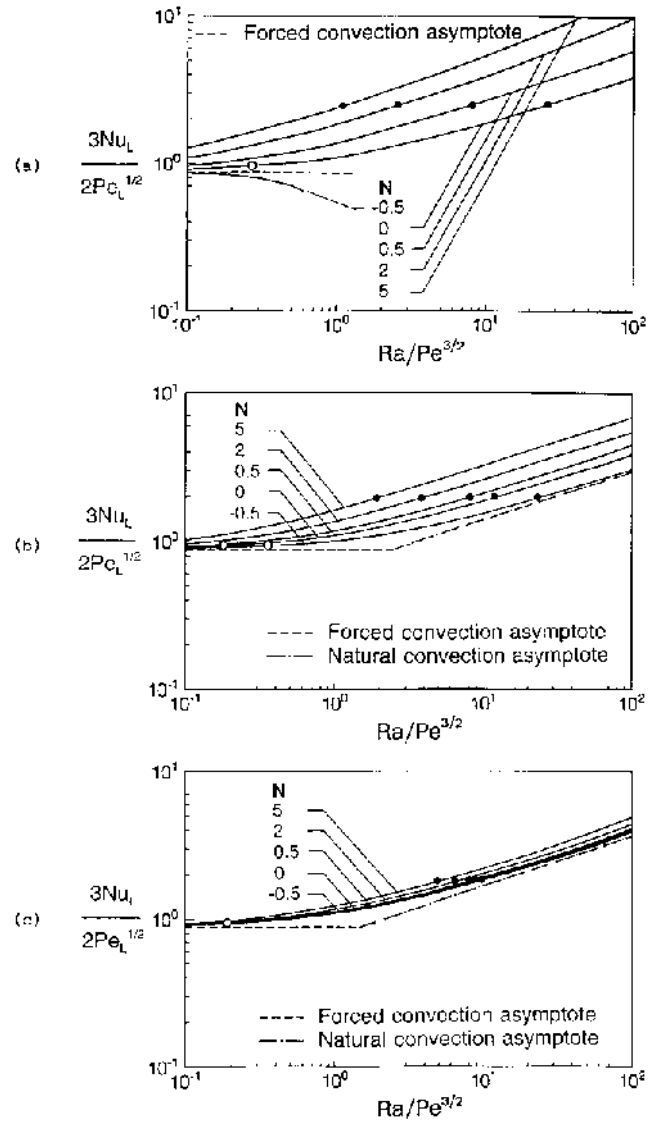 10¹
--- Forced convection asymptote
(a)
3Nu_L
2Pe_L^1/2
10⁰
N
0.5
0
0.5
2
5
10⁻¹
10⁻¹ 10⁰ 10¹ 10²
Ra/Pe^3/2
10¹
N
5
2
0.5
0
-0.5
(b)
3Nu_L
2Pe_L^1/2
10⁰
Forced convection asymptote
Natural convection asymptote
10⁻¹
10⁻¹ 10⁰ 10¹ 10²
Ra/Pe^3/2
10¹
N
5
2
0.5
0
-0.5
3Nu_L
2Pe_L^1/2
10⁰
Forced convection asymptote
Natural convection asymptote
10⁻¹
10⁻¹ 10⁰ 10¹ 10²
Ra/Pe^3/2